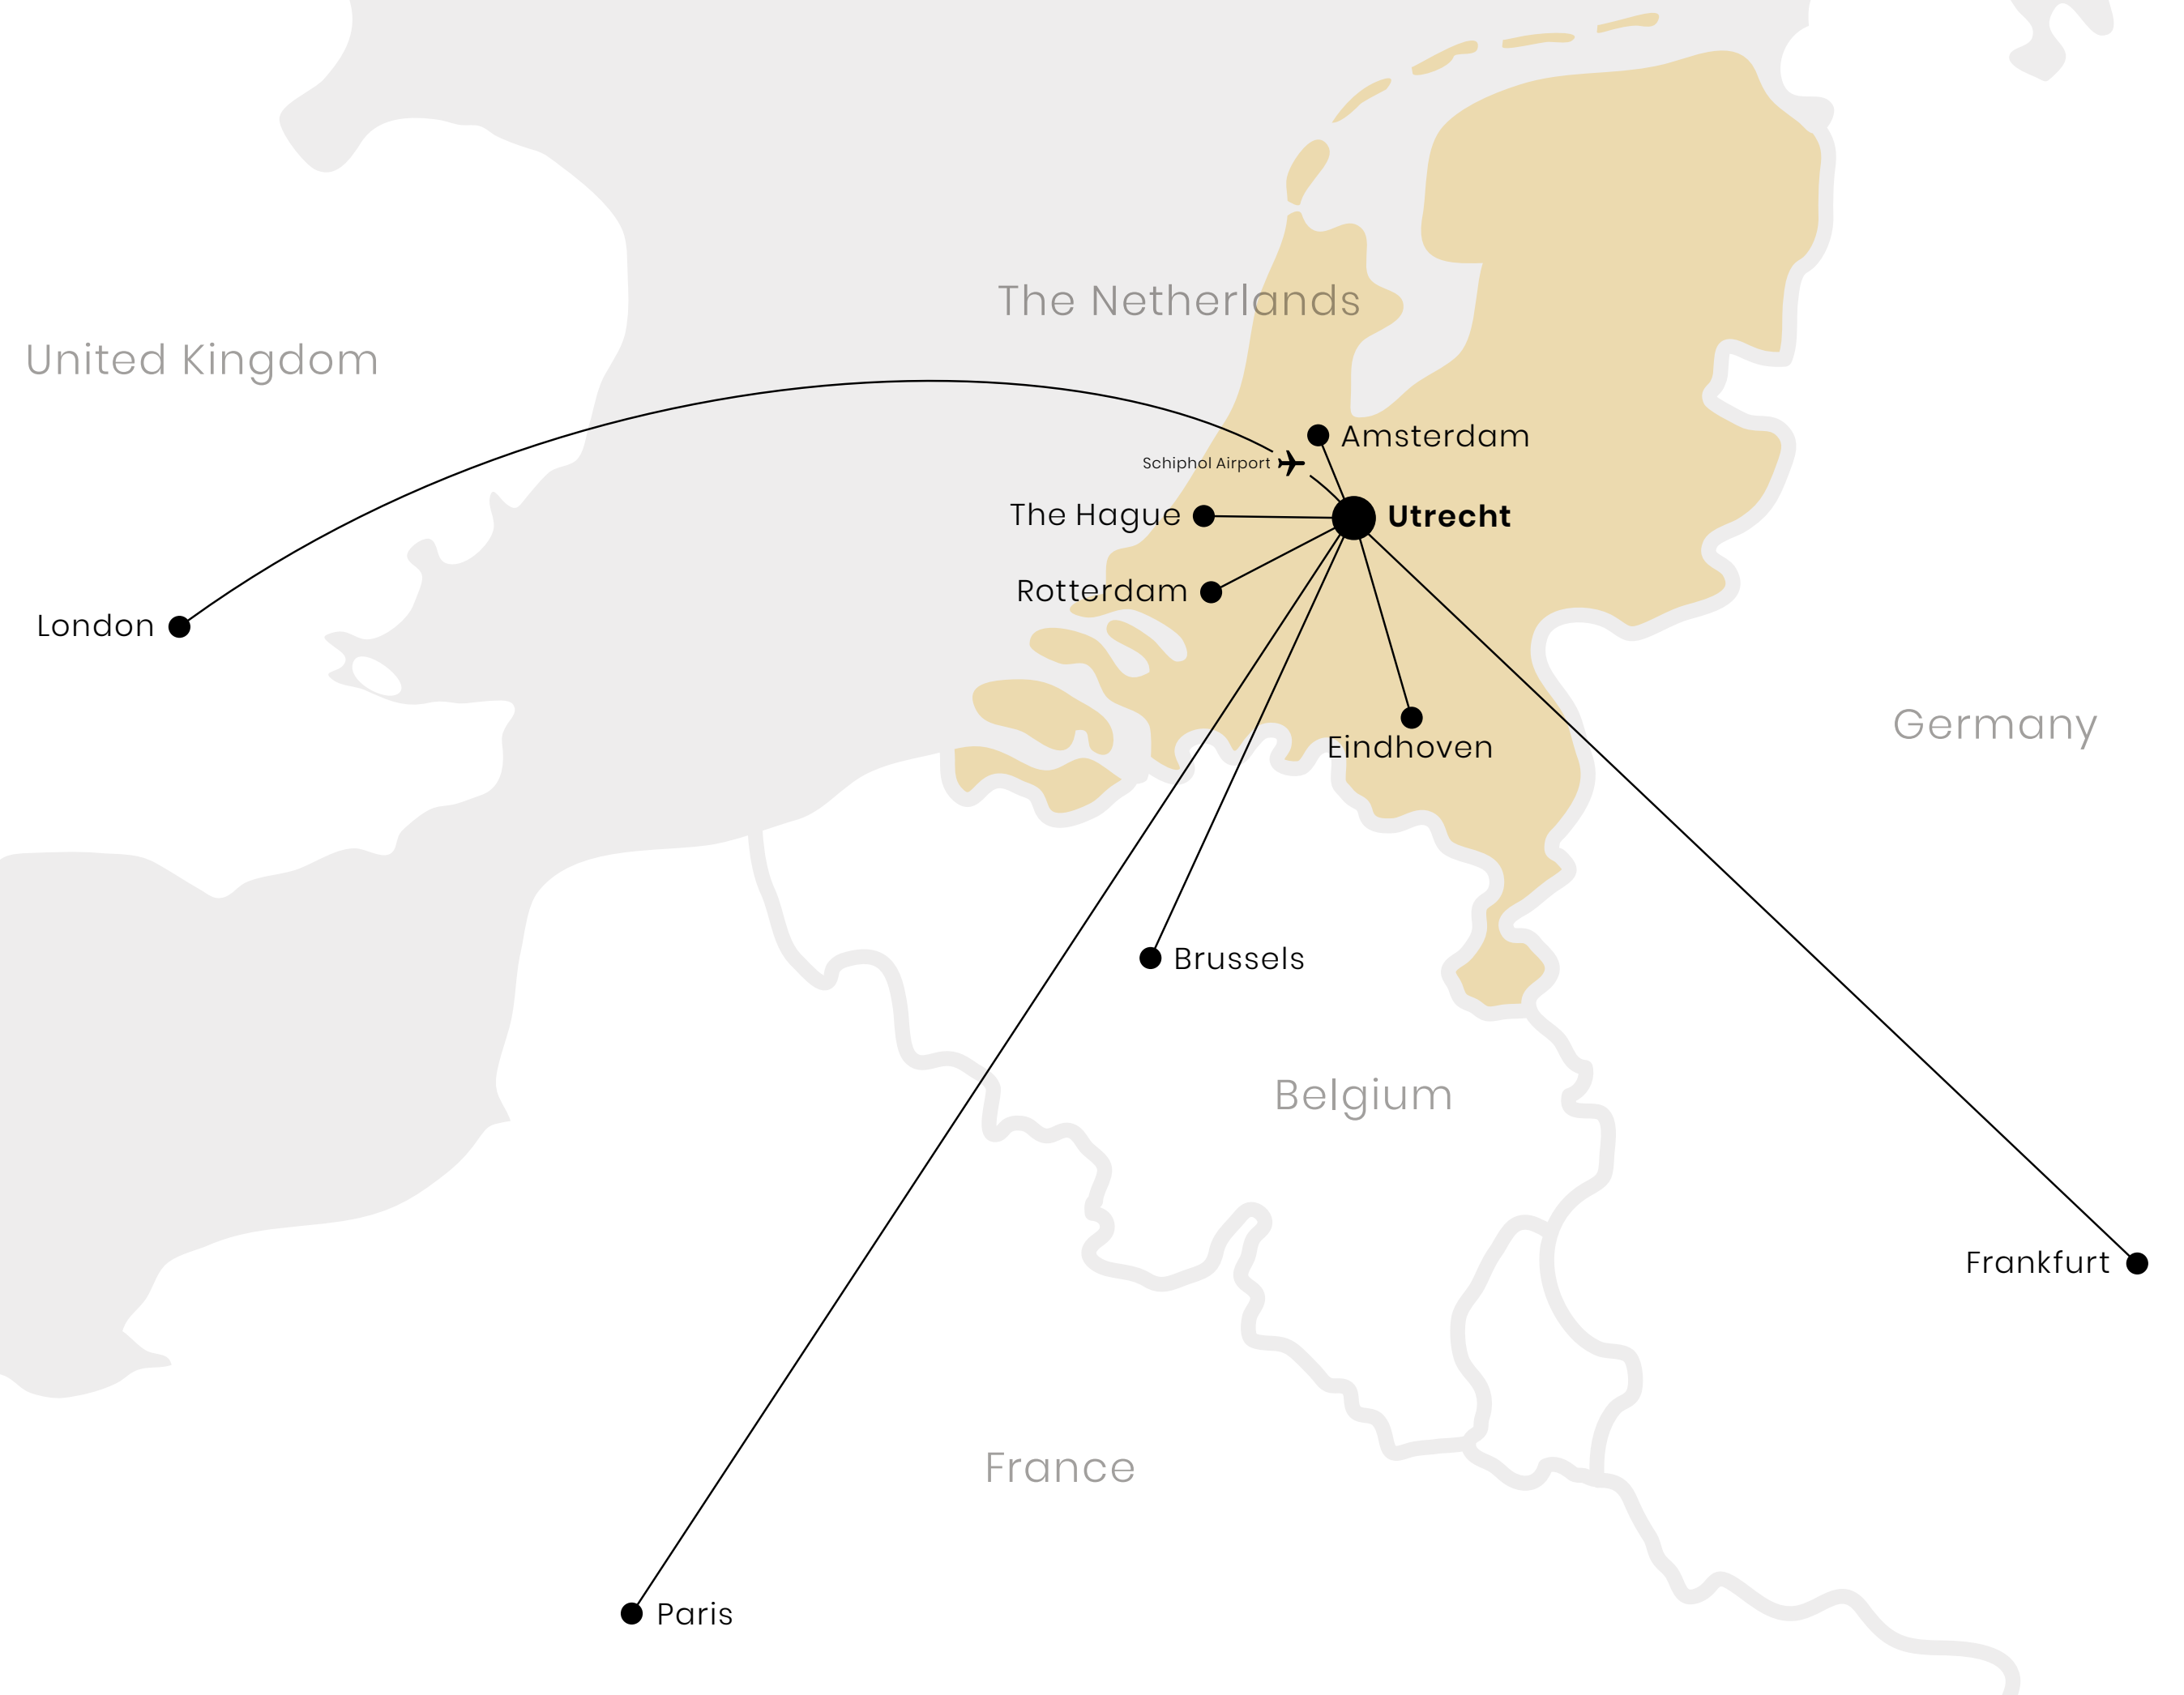 The Netherlands
United Kingdom
Amsterdam
Schiphol Airport
The Hague
Utrecht
Rotterdam
London
Germany
Eindhoven
Brussels
Belgium
Frankfurt
France
Paris